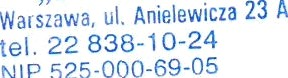 Warszawa, ul. Anielewicza 23 A
tel. 22 838-10-24
NIP 525-000-69-05